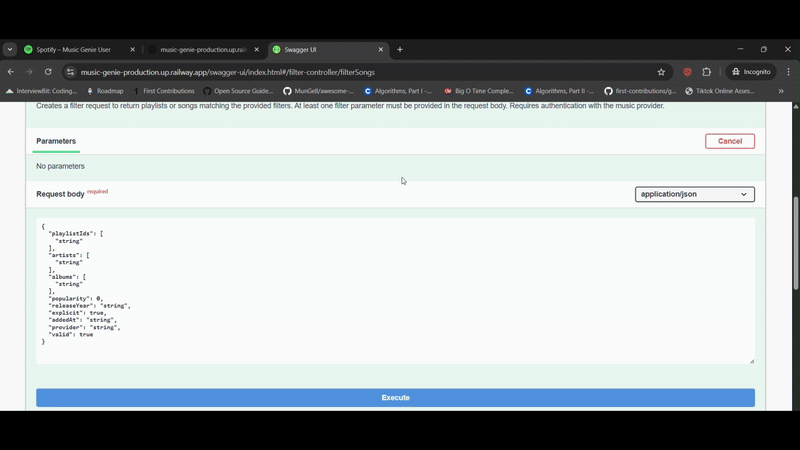 Spotify – Music Genie User
music-genie-production.up.rail
Swagger UI
music-genie-production.up.railway.app/swagger-ui/index.html#/filter-controller/filterSongs
Incognito
InterviewBit: Coding...
Roadmap
First Contributions
Open Source Guide...
MunGell/awesome-...
Algorithms, Part I -...
Big O Time Comple...
Algorithms, Part II -...
first-contributions/g...
Tiktok Online Asses...
Creates a filter request to return playlists or songs matching the provided filters. At least one filter parameter must be provided in the request body. Requires authentication with the music provider.
Parameters
Cancel
No parameters
Request body required
application/json
{
"playlistIds": [
"string"
],
"artists": [
"string"
],
"albums": [
"string"
],
"popularity": 0,
"releaseYear": "string",
"explicit": true,
"addedAt": "string",
"provider": "string",
"valid": true
}
Execute